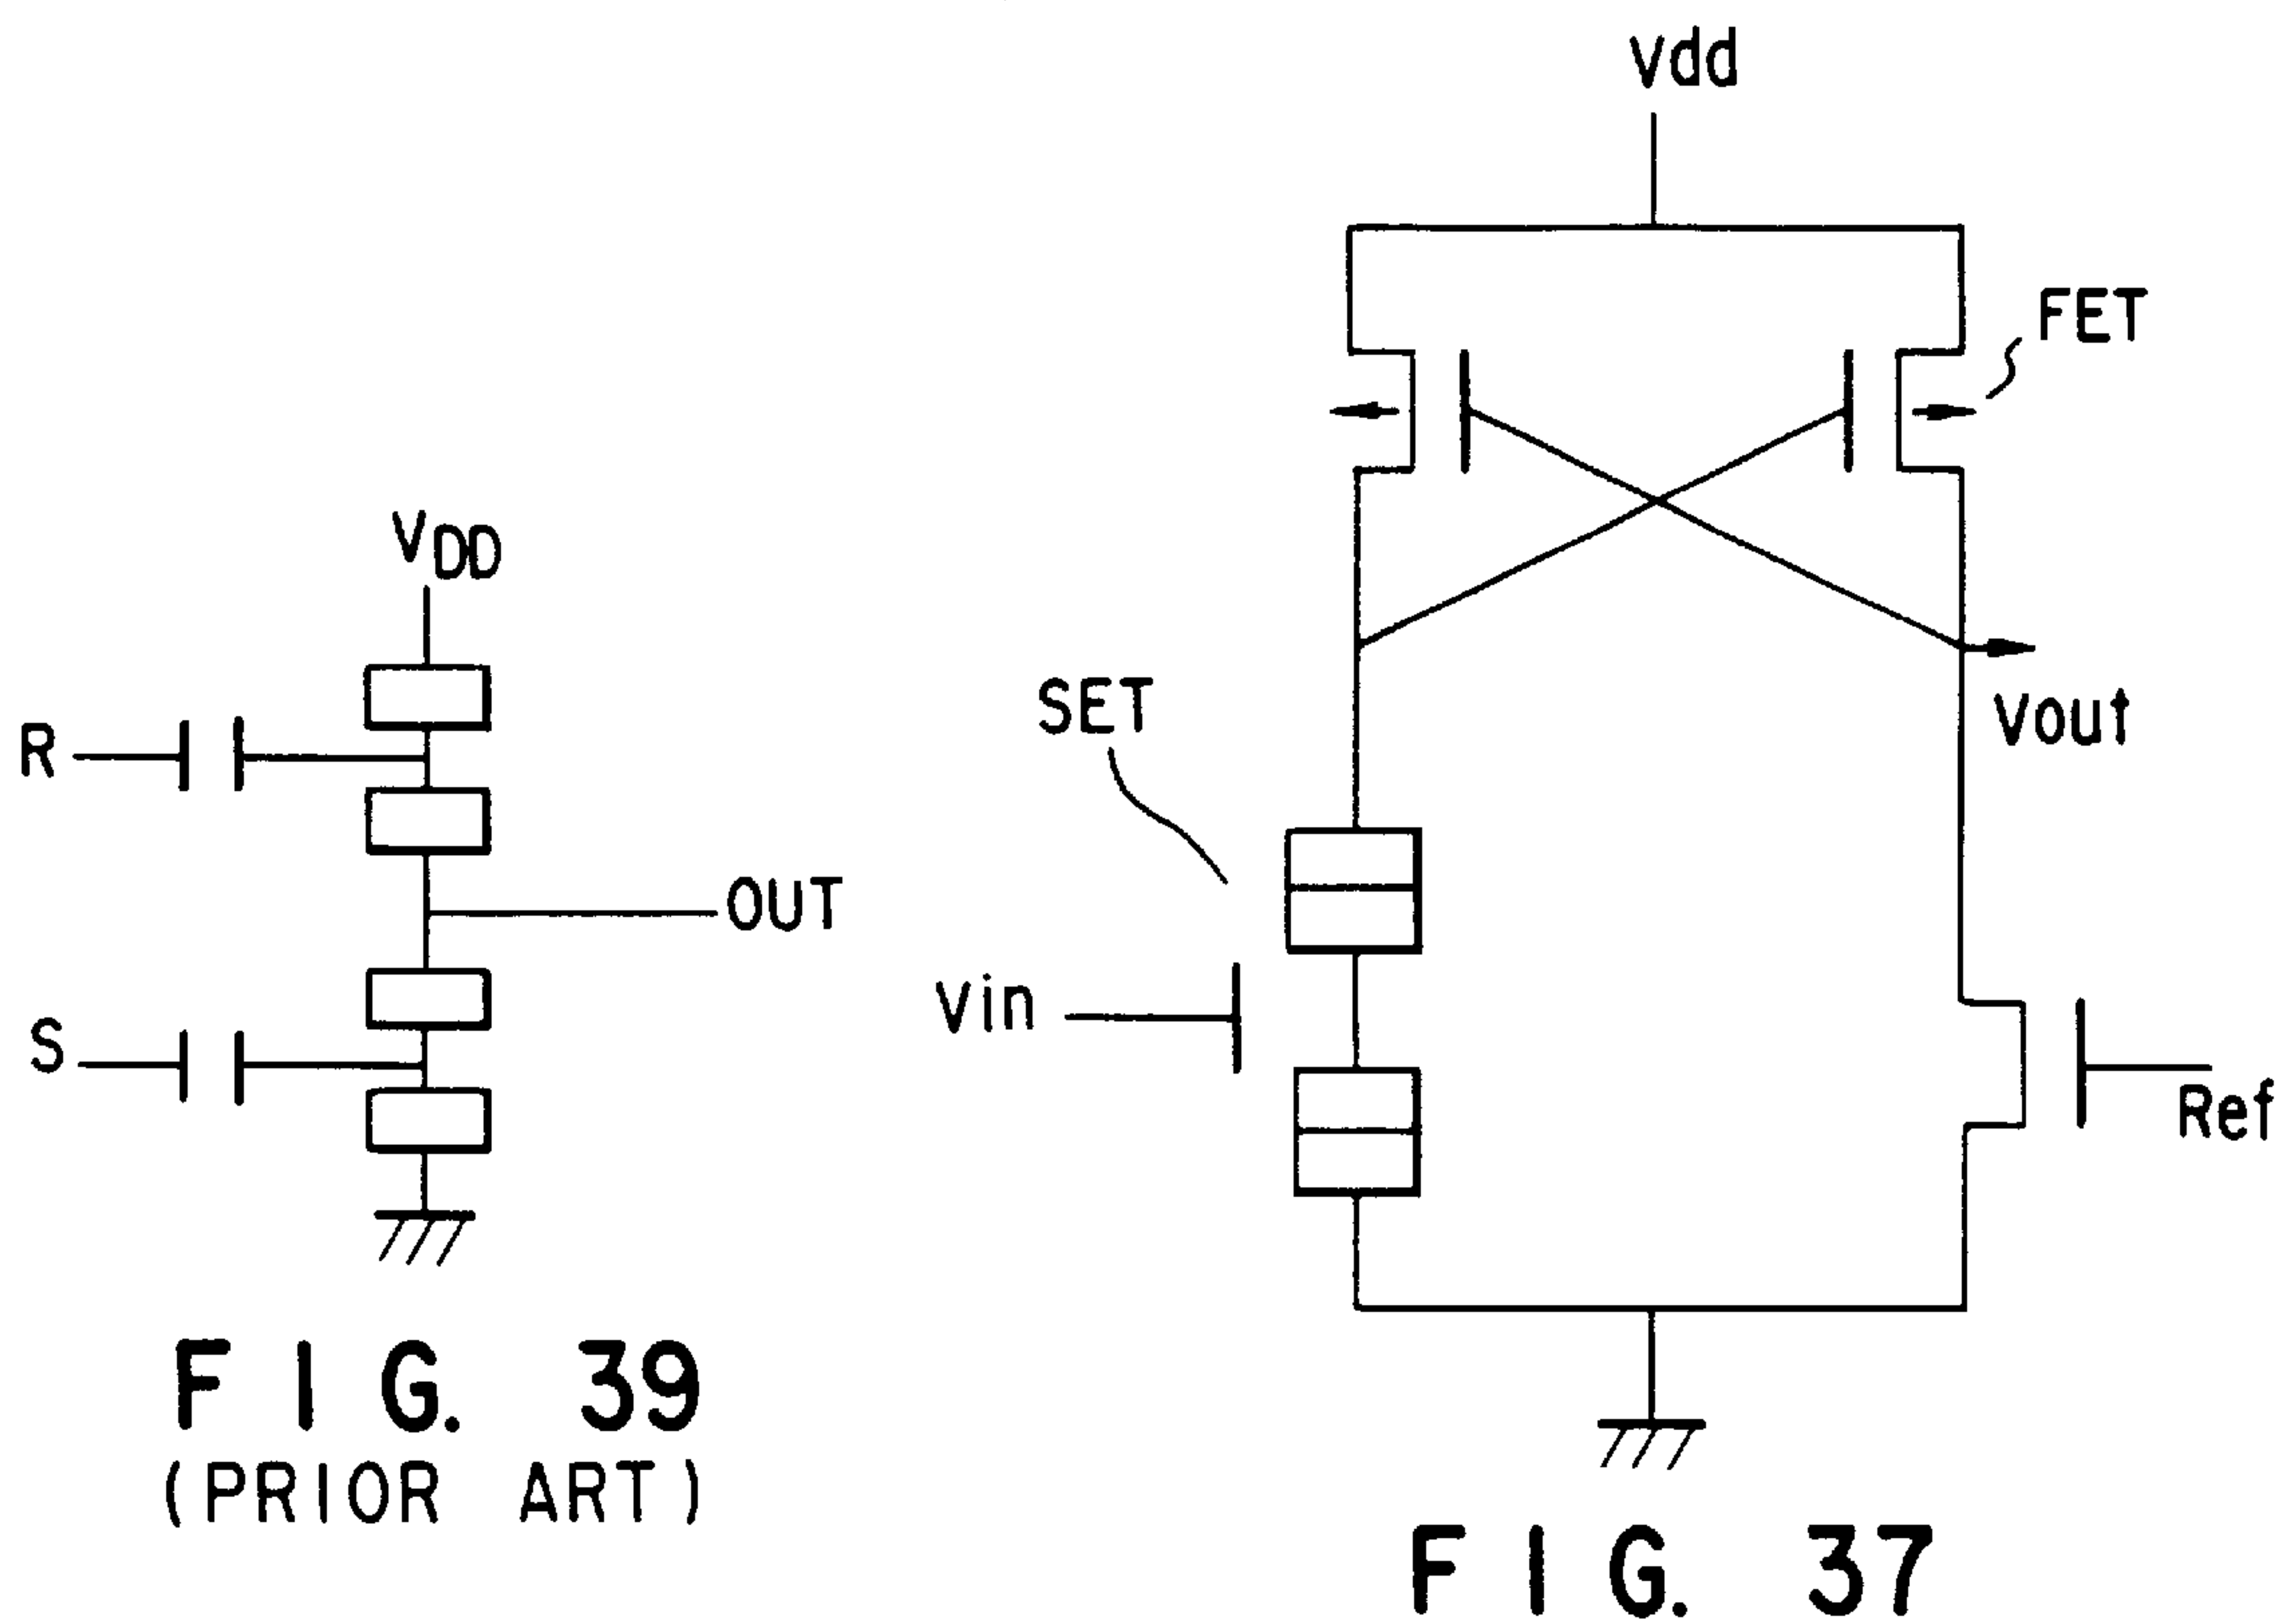 VDD
R
OUT
S
FIG. 39
(PRIOR ART)
Vdd
FET
SET
Vout
Vin
Ref
FIG. 37